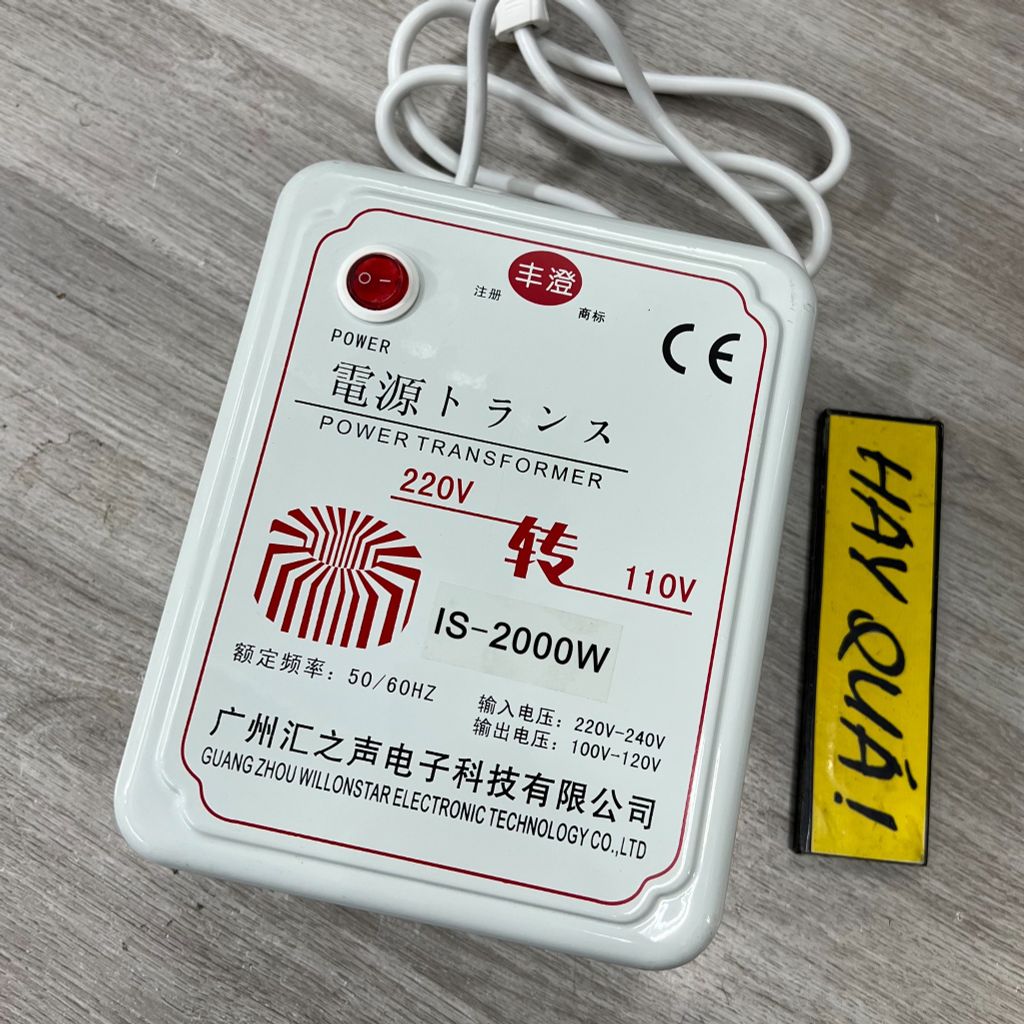 丰澄
注册
商标
POWER
CE
電源トランス
POWER TRANSFORMER
220V
转
110V
IS-2000W
额定频率：50/60HZ
输入电压：220V-240V
输出电压：100V-120V
广州汇之声电子科技有限公司
GUANG ZHOU WILLONSTAR ELECTRONIC TECHNOLOGY CO.,LTD
HAY QUÁ!